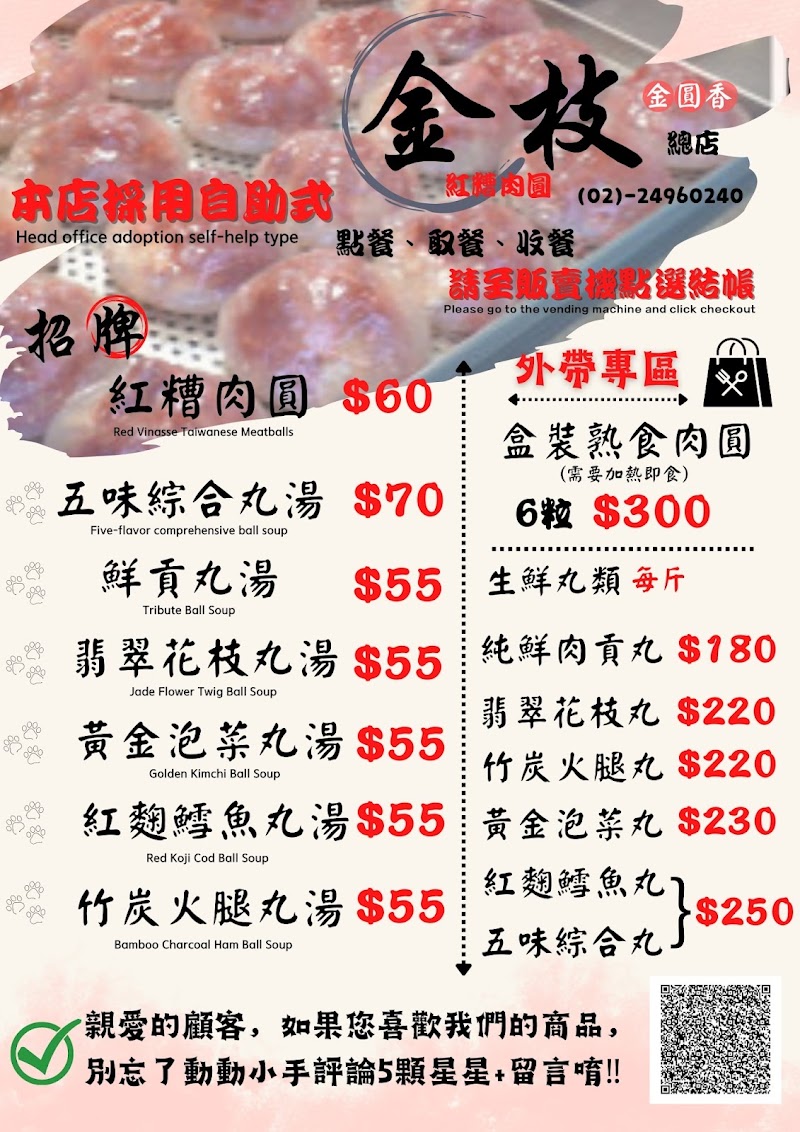 金枝
金圓香
總店
紅糟肉圓
(02)-24960240
本店採用自助式
Head office adoption self-help type
點餐、取餐、收餐
請至販賣機點選結帳
Please go to the vending machine and click checkout
招牌
紅糟肉圓 $60
Red Vinasse Taiwanese Meatballs
五味綜合丸湯 $70
Five-flavor comprehensive ball soup
鮮貢丸湯 $55
Tribute Ball Soup
翡翠花枝丸湯 $55
Jade Flower Twig Ball Soup
黃金泡菜丸湯 $55
Golden Kimchi Ball Soup
紅麴鱈魚丸湯 $55
Red Koji Cod Ball Soup
竹炭火腿丸湯 $55
Bamboo Charcoal Ham Ball Soup
外帶專區
盒裝熟食肉圓
(需要加熱即食)
6粒 $300
生鮮丸類 每斤
純鮮肉貢丸 $180
翡翠花枝丸 $220
竹炭火腿丸 $220
黃金泡菜丸 $230
紅麴鱈魚丸
五味綜合丸
$250
親愛的顧客，如果您喜歡我們的商品，
別忘了動動小手評論5顆星星+留言唷!!